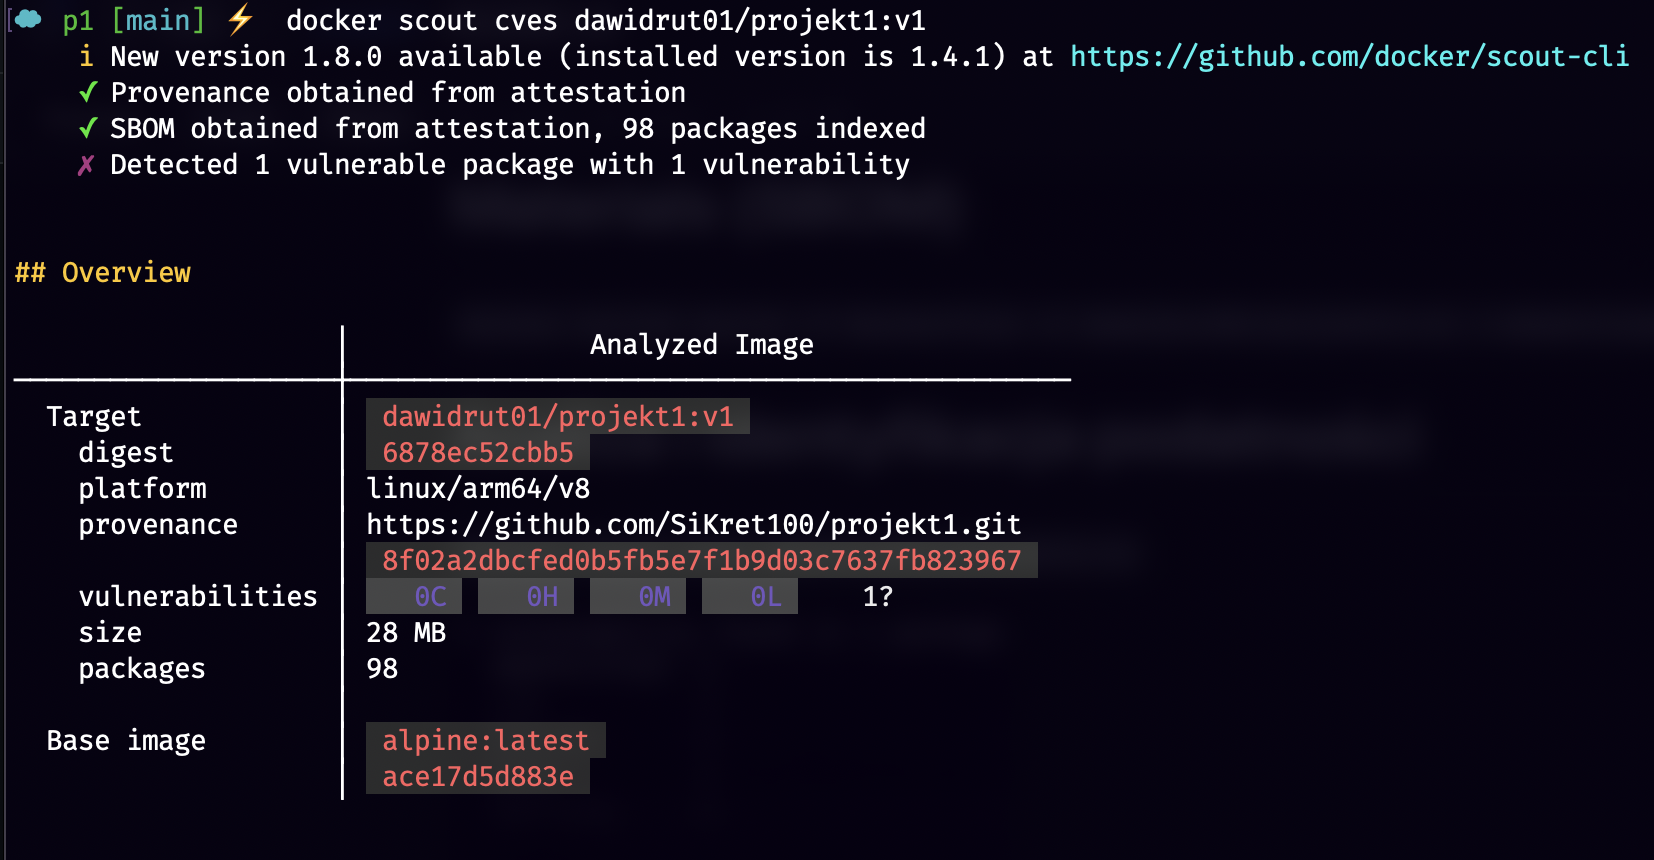 p1 [main] ⚡ docker scout cves dawidrut01/projekt1:v1
i New version 1.8.0 available (installed version is 1.4.1) at https://github.com/docker/scout-cli
✓ Provenance obtained from attestation
✓ SBOM obtained from attestation, 98 packages indexed
✗ Detected 1 vulnerable package with 1 vulnerability
## Overview
Analyzed Image
Target dawidrut01/projekt1:v1
digest 6878ec52cbb5
platform linux/arm64/v8
provenance https://github.com/SiKret100/projekt1.git
8f02a2dbcfed0b5fb5e7f1b9d03c7637fb823967
vulnerabilities 0C 0H 0M 0L 1?
size 28 MB
packages 98
Base image alpine:latest
ace17d5d883e